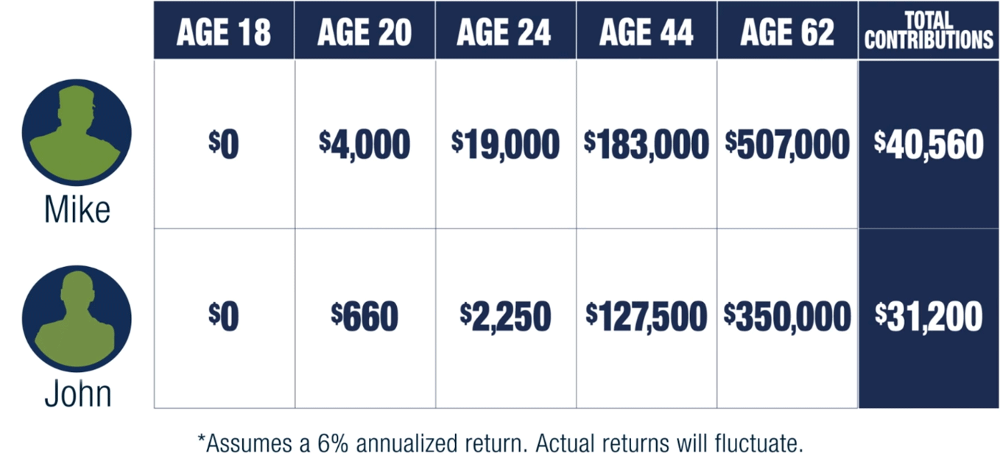 AGE 18 AGE 20 AGE 24 AGE 44 AGE 62 TOTAL CONTRIBUTIONS
$0 $4,000 $19,000 $183,000 $507,000 $40,560
Mike
$0 $660 $2,250 $127,500 $350,000 $31,200
John
*Assumes a 6% annualized return. Actual returns will fluctuate.